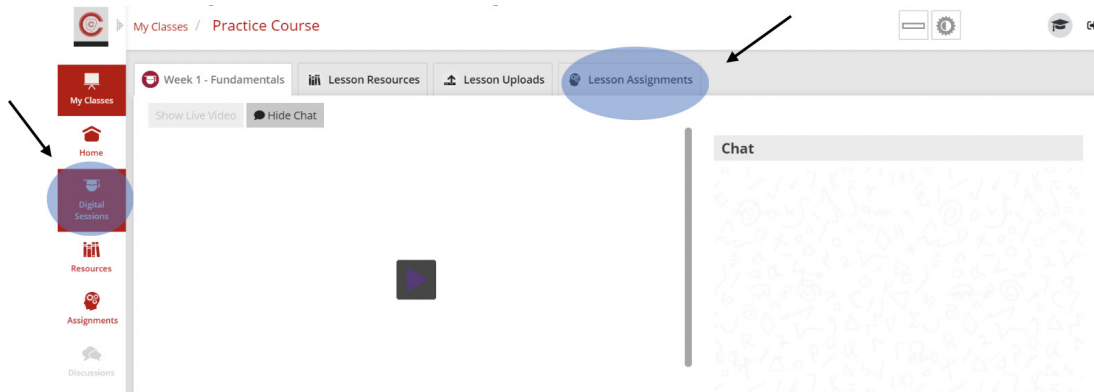 My Classes / Practice Course
My Classes
Home
Digital
Sessions
Resources
Assignments
Discussions
Week 1 - Fundamentals
Lesson Resources
Lesson Uploads
Lesson Assignments
Show Live Video
Hide Chat
Chat